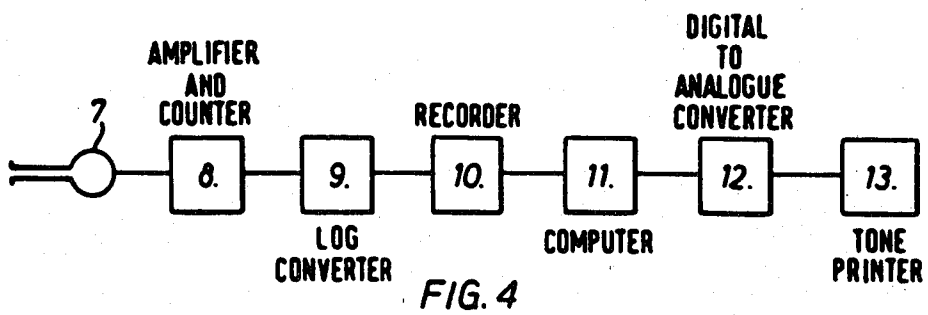 DIGITAL
TO
ANALOGUE
CONVERTER
AMPLIFIER
AND
COUNTER
RECORDER
7
8.
9.
10.
11.
12.
13.
LOG
CONVERTER
COMPUTER
TONE
PRINTER
FIG. 4